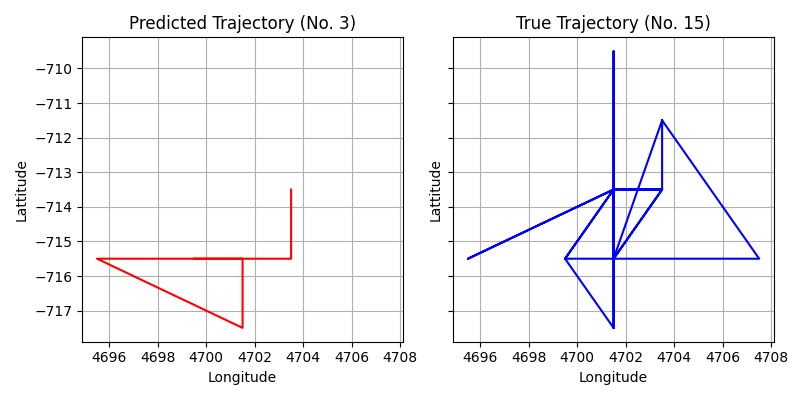 Predicted Trajectory (No. 3)
True Trajectory (No. 15)
−710
−711
−712
−713
−714
−715
−716
−717
Lattitude
Lattitude
4696 4698 4700 4702 4704 4706 4708
4696 4698 4700 4702 4704 4706 4708
Longitude
Longitude